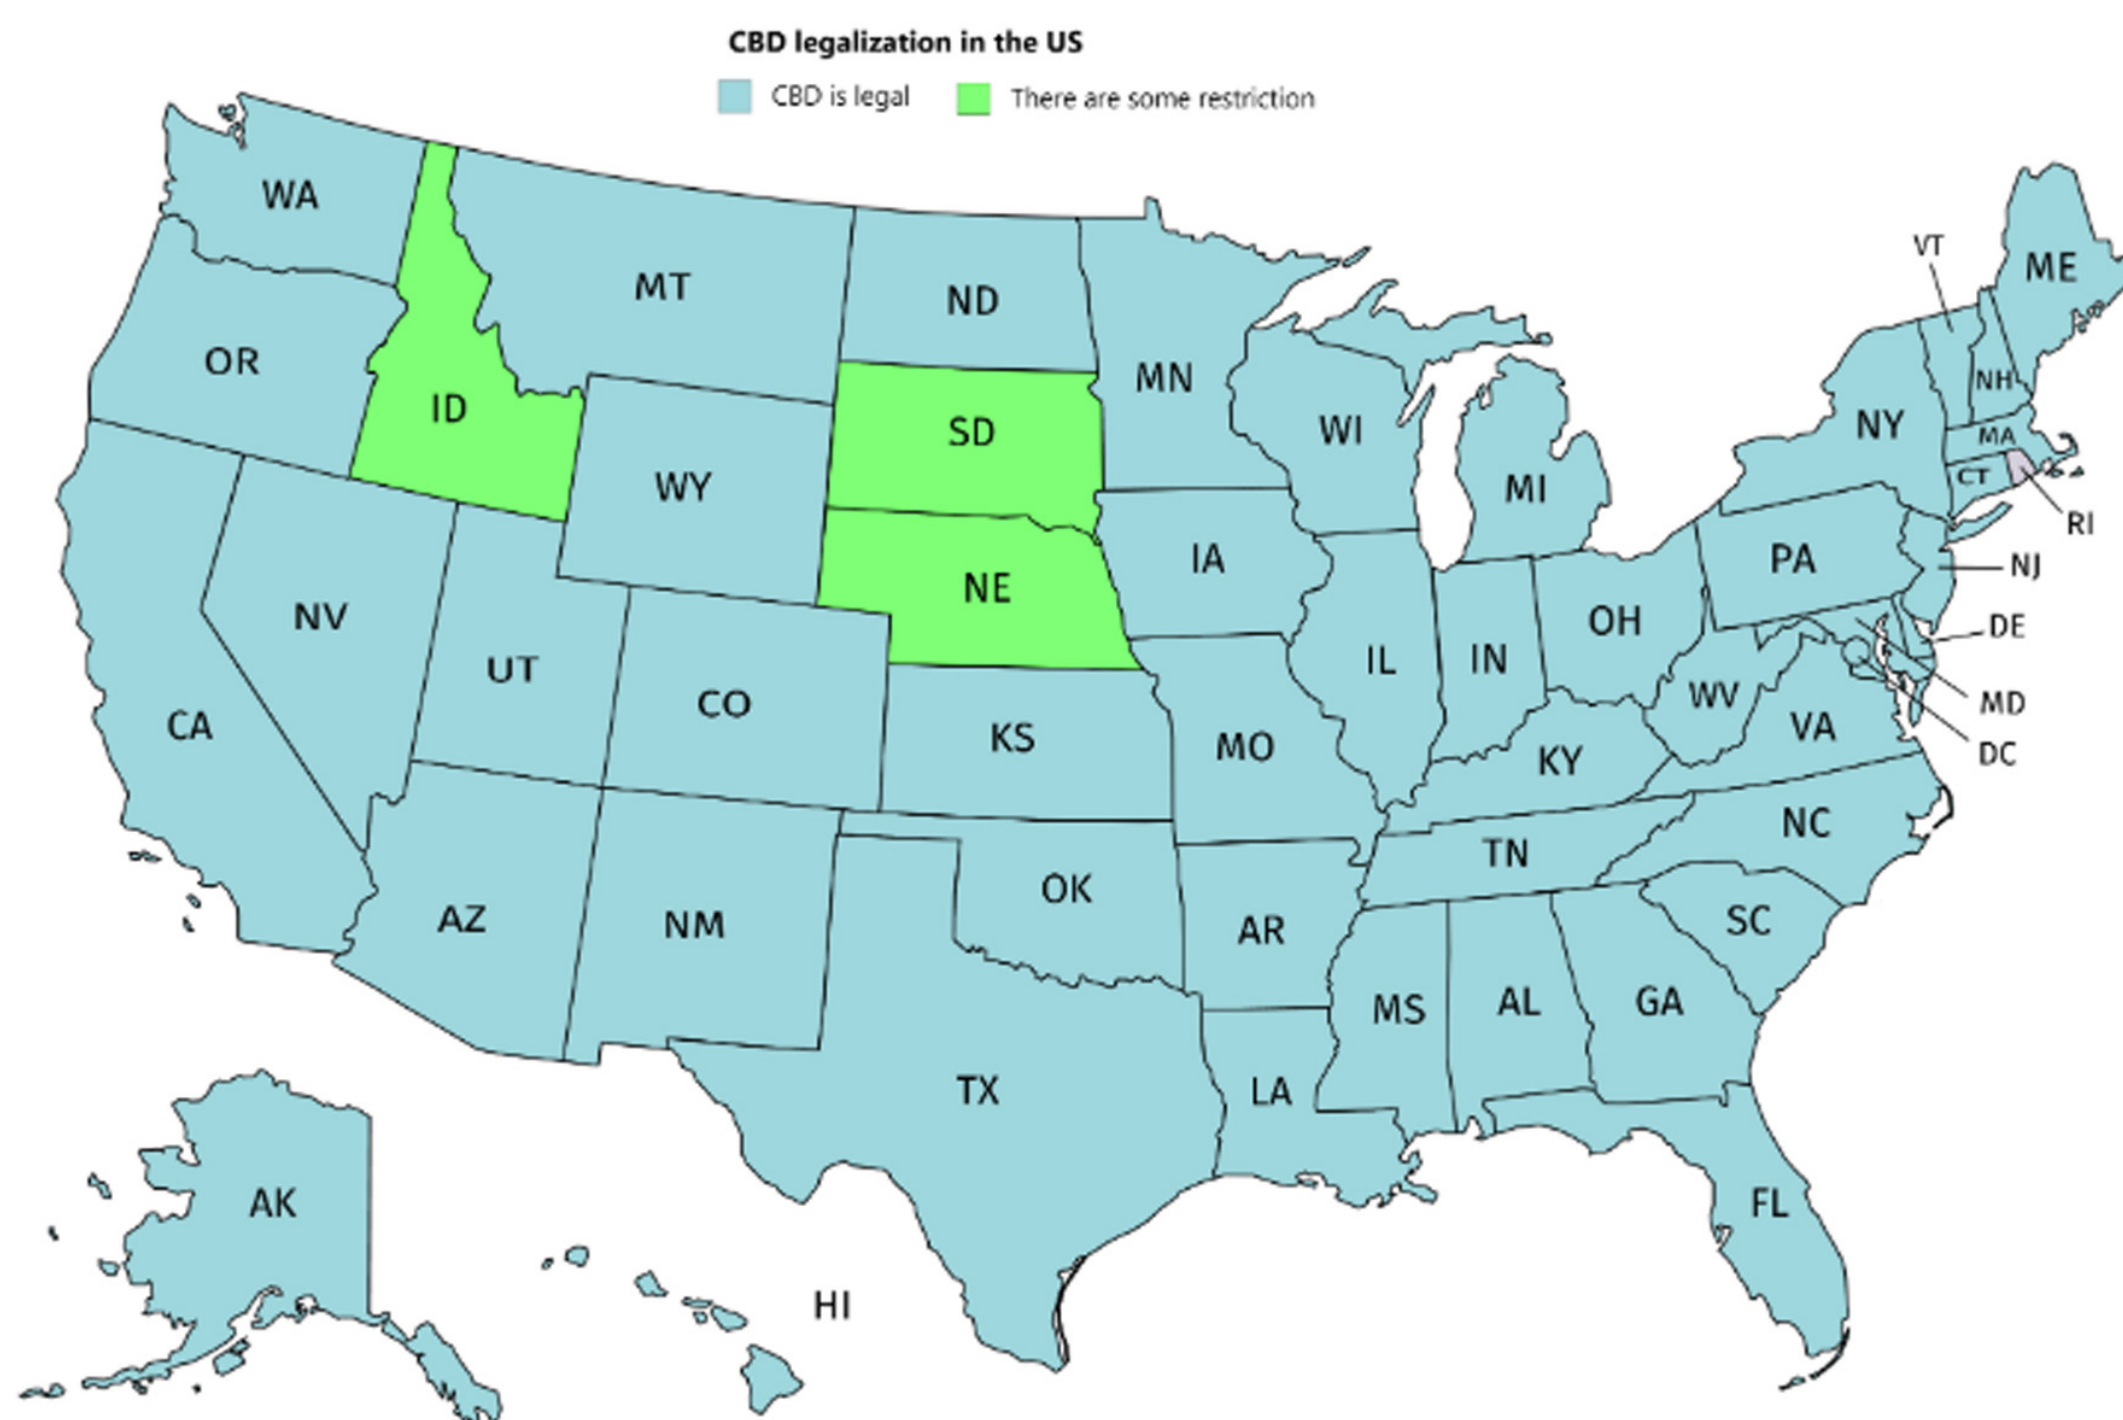 CBD legalization in the US
CBD is legal
There are some restriction
WA
MT
ND
MN
VT
ME
OR
ID
SD
WI
NH
NY
MA
MI
CT
RI
WY
IA
PA
NJ
NE
NV
OH
DE
UT
IL
IN
WV
MD
CO
CA
KS
MO
KY
VA
DC
TN
NC
OK
AZ
NM
AR
SC
MS
AL
GA
TX
LA
AK
FL
HI